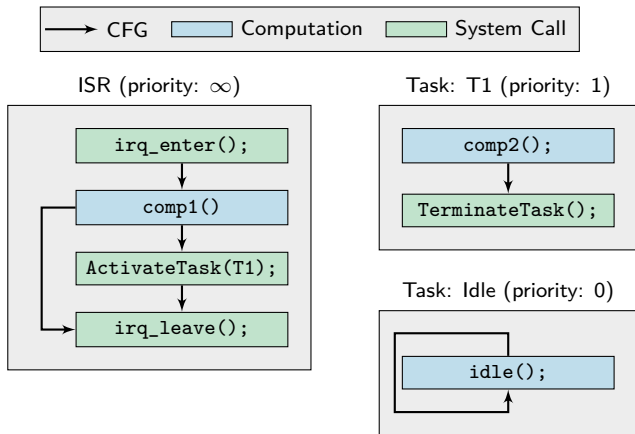 CFG
Computation
System Call
ISR (priority: ∞)
irq_enter();
comp1()
ActivateTask(T1);
irq_leave();
Task: T1 (priority: 1)
comp2();
TerminateTask();
Task: Idle (priority: 0)
idle();